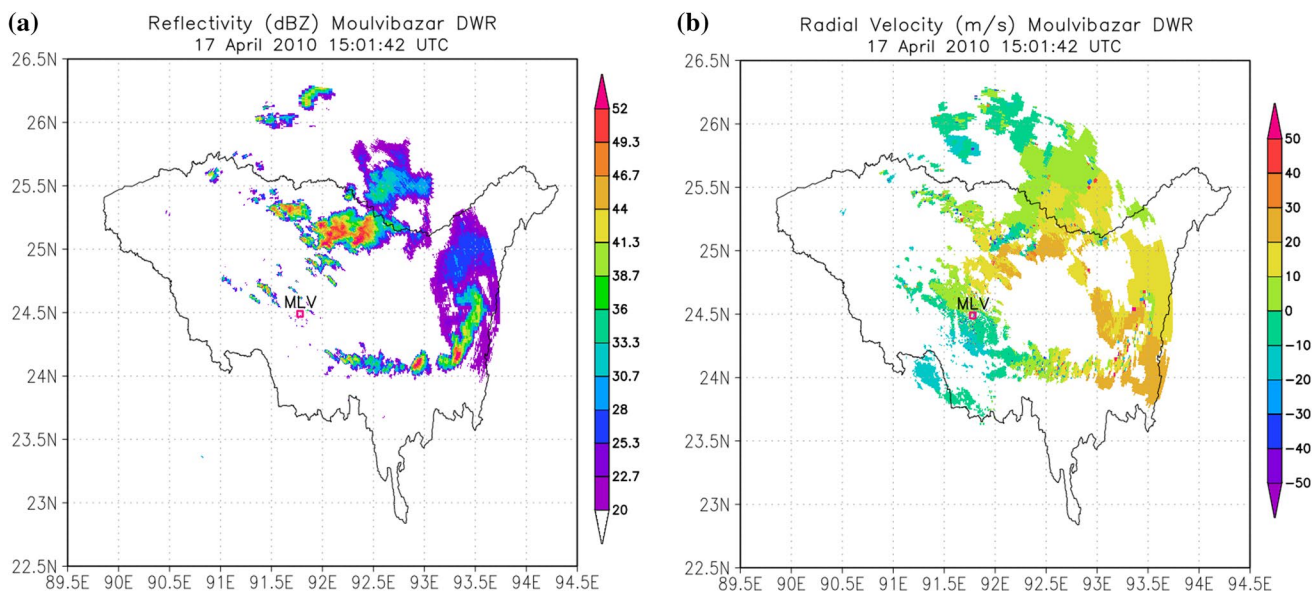 (a)
Reflectivity (dBZ) Moulvibazar DWR
17 April 2010 15:01:42 UTC
26.5N
26N
25.5N
25N
24.5N
24N
23.5N
23N
22.5N
89.5E 90E 90.5E 91E 91.5E 92E 92.5E 93E 93.5E 94E 94.5E
MLV
52
49.3
46.7
44
41.3
38.7
36
33.3
30.7
28
25.3
22.7
20
(b)
Radial Velocity (m/s) Moulvibazar DWR
17 April 2010 15:01:42 UTC
26.5N
26N
25.5N
25N
24.5N
24N
23.5N
23N
22.5N
89.5E 90E 90.5E 91E 91.5E 92E 92.5E 93E 93.5E 94E 94.5E
MLV
50
40
30
20
10
0
-10
-20
-30
-40
-50